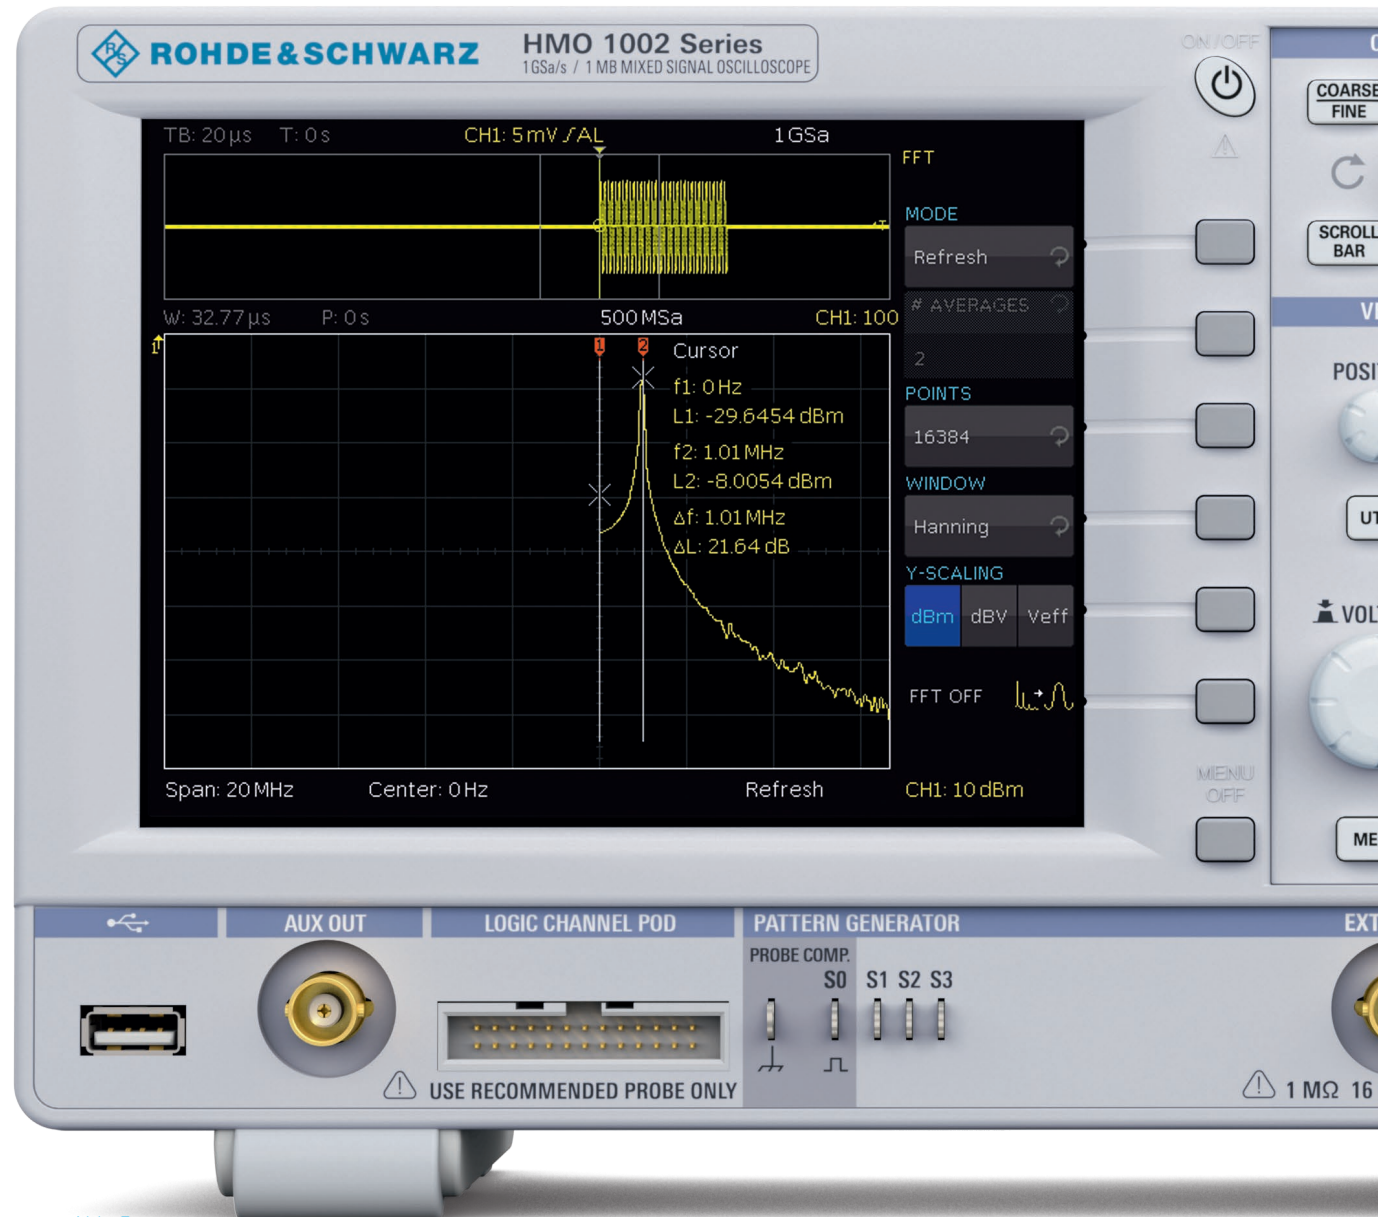 ROHDE&SCHWARZ
HMO 1002 Series
1GSa/s / 1 MB MIXED SIGNAL OSCILLOSCOPE
ON/OFF
COARSE
FINE
SCROLL
BAR
TB: 20µs T: 0s CH1: 5mV AL 1GSa
FFT
MODE
Refresh
# AVERAGES
2
POINTS
16384
WINDOW
Hanning
Y-SCALING
dBm dBV Veff
FFT OFF
CH1: 10dBm
W: 32.77µs P: 0s 500MSa CH1: 100
1 2
Cursor
f1: 0Hz
L1: -29.6454 dBm
f2: 1.01MHz
L2: -8.0054 dBm
Δf: 1.01MHz
ΔL: 21.64 dB
Span: 20MHz Center: 0Hz Refresh
MENU
OFF
AUX OUT
LOGIC CHANNEL POD
PATTERN GENERATOR
PROBE COMP.
S0 S1 S2 S3
USE RECOMMENDED PROBE ONLY
1 MΩ 16